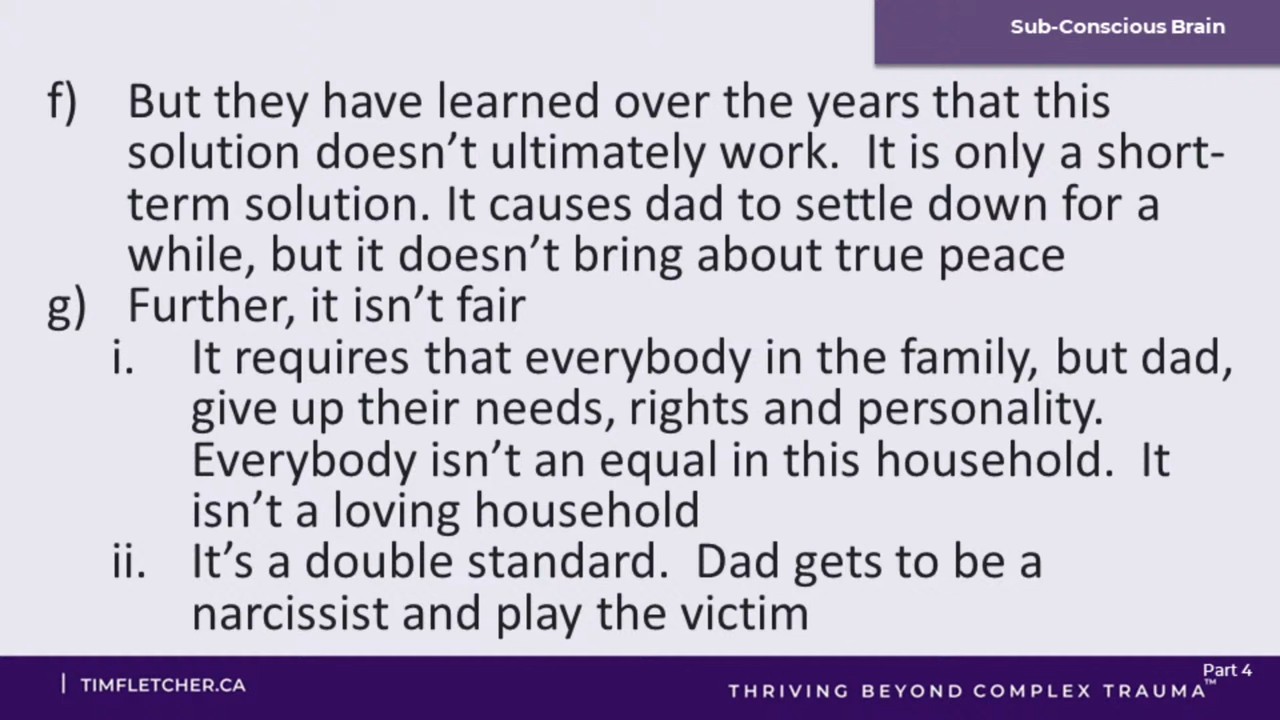 Sub-Conscious Brain
f) But they have learned over the years that this
solution doesn’t ultimately work.  It is only a short-
term solution. It causes dad to settle down for a
while, but it doesn’t bring about true peace
g) Further, it isn’t fair
i. It requires that everybody in the family, but dad,
give up their needs, rights and personality.
Everybody isn’t an equal in this household.  It
isn’t a loving household
ii. It’s a double standard.  Dad gets to be a
narcissist and play the victim
| TIMFLETCHER.CA
Part 4
THRIVING BEYOND COMPLEX TRAUMA™